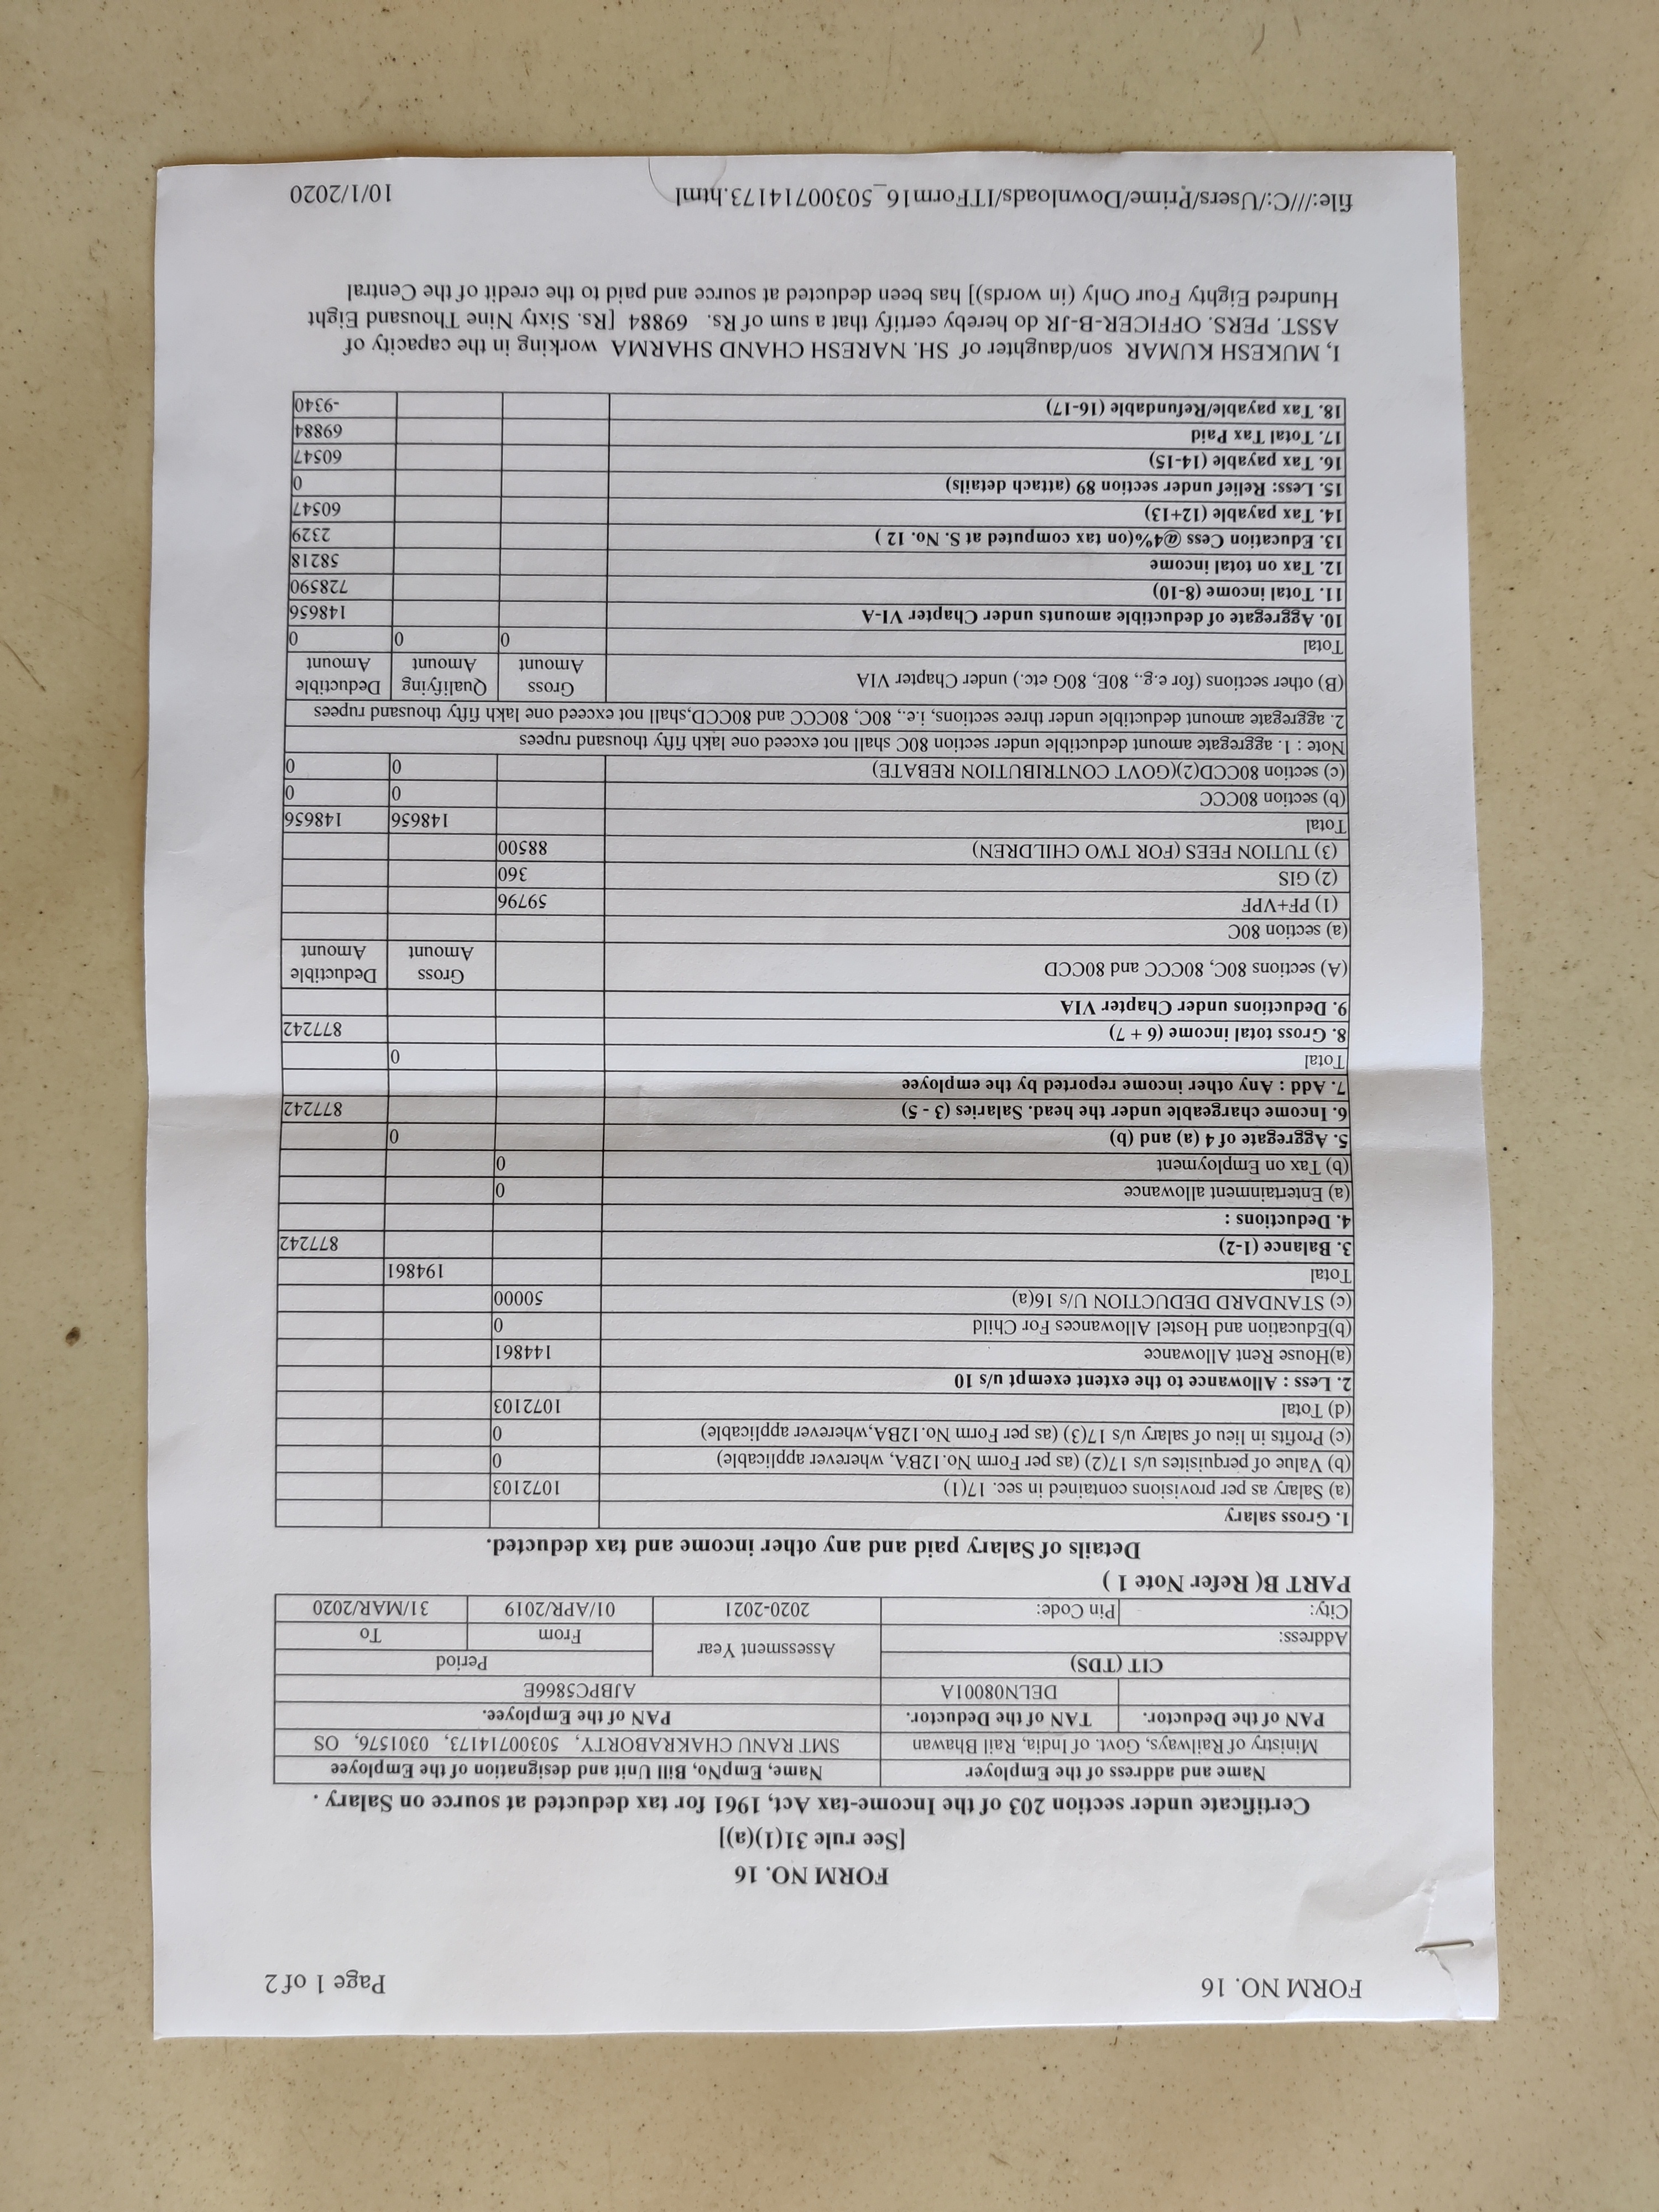 FORM NO. 16 Page 1 of 2
FORM NO. 16
[See rule 31(1)(a)]
Certificate under section 203 of the Income-tax Act, 1961 for tax deducted at source on Salary .
Name and address of the Employer Name, EmpNo, Bill Unit and designation of the Employee
Ministry of Railways, Govt. of India, Rail Bhawan SMT RANU CHAKRABORTY, 50300714173, 0301576, OS
PAN of the Deductor. TAN of the Deductor. PAN of the Employee.
DELN08001A AJBPC5866E
CIT (TDS) Assessment Year Period
Address: From To
City: Pin Code: 2020-2021 01/APR/2019 31/MAR/2020
PART B( Refer Note 1 )
Details of Salary paid and any other income and tax deducted.
1. Gross salary
(a) Salary as per provisions contained in sec. 17(1) 1072103
(b) Value of perquisites u/s 17(2) (as per Form No.12BA, wherever applicable) 0
(c) Profits in lieu of salary u/s 17(3) (as per Form No.12BA,wherever applicable) 0
(d) Total 1072103
2. Less : Allowance to the extent exempt u/s 10
(a)House Rent Allowance 144861
(b)Education and Hostel Allowances For Child 0
(c) STANDARD DEDUCTION U/s 16(a) 50000
Total 194861
3. Balance (1-2) 877242
4. Deductions :
(a) Entertainment allowance 0
(b) Tax on Employment 0
5. Aggregate of 4 (a) and (b) 0
6. Income chargeable under the head. Salaries (3 - 5) 877242
7. Add : Any other income reported by the employee
Total 0
8. Gross total income (6 + 7) 877242
9. Deductions under Chapter VIA
(A) sections 80C, 80CCC and 80CCD Gross Amount Deductible Amount
(a) section 80C
(1) PF+VPF 59796
(2) GIS 360
(3) TUTION FEES (FOR TWO CHILDREN) 88500
Total 148656 148656
(b) section 80CCC 0 0
(c) section 80CCD(2)(GOVT CONTRIBUTION REBATE) 0 0
Note : 1. aggregate amount deductible under section 80C shall not exceed one lakh fifty thousand rupees
2. aggregate amount deductible under three sections, i.e., 80C, 80CCC and 80CCD,shall not exceed one lakh fifty thousand rupees
(B) other sections (for e.g., 80E, 80G etc.) under Chapter VIA Gross Amount Qualifying Amount Deductible Amount
Total 0 0 0
10. Aggregate of deductible amounts under Chapter VI-A 148656
11. Total income (8-10) 728590
12. Tax on total income 58218
13. Education Cess @4%(on tax computed at S. No. 12 ) 2329
14. Tax payable (12+13) 60547
15. Less: Relief under section 89 (attach details) 0
16. Tax payable (14-15) 60547
17. Total Tax Paid 69884
18. Tax payable/Refundable (16-17) -9340
I, MUKESH KUMAR son/daughter of SH. NARESH CHAND SHARMA working in the capacity of
ASST. PERS. OFFICER-B-JR do hereby certify that a sum of Rs. 69884 [Rs. Sixty Nine Thousand Eight
Hundred Eighty Four Only (in words)] has been deducted at source and paid to the credit of the Central
file:///C:/Users/Prime/Downloads/ITForm16_50300714173.html 10/1/2020